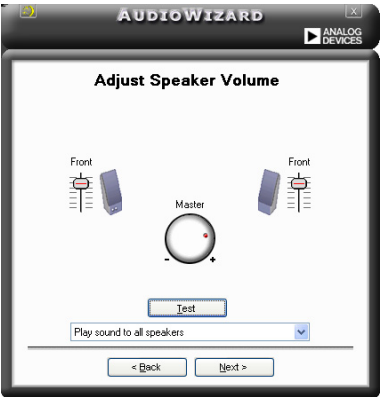 AUDIOWIZARD
X
ANALOG
DEVICES
Adjust Speaker Volume
Front
Front
Master
- +
Test
Play sound to all speakers
< Back Next >